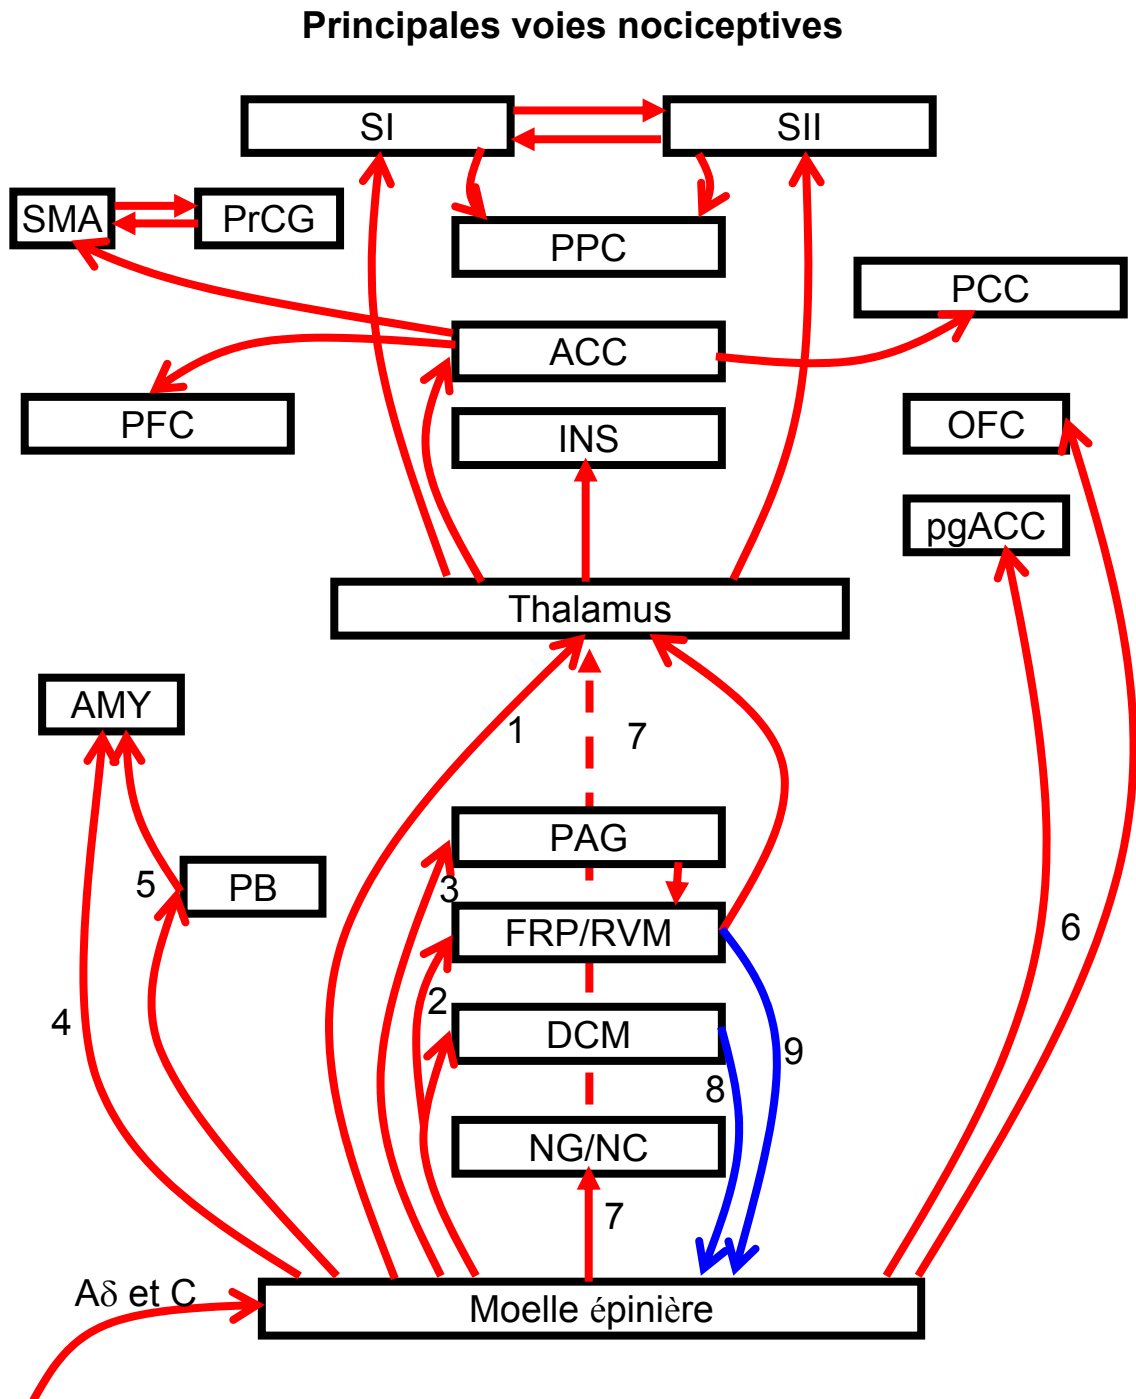 Principales voies nociceptives
SI
SII
SMA
PrCG
PPC
PCC
ACC
PFC
INS
OFC
pgACC
Thalamus
AMY
1
7
PAG
5
PB
3
FRP/RVM
6
4
2
DCM
9
8
NG/NC
7
Aδ et C
Moelle épinière